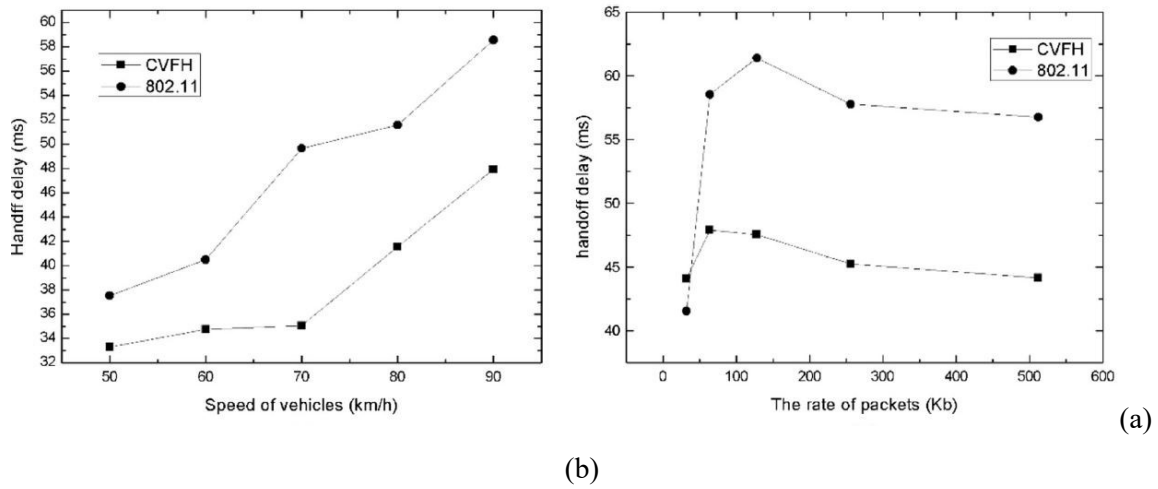 60
58
56
54
52
50
48
46
44
42
40
38
36
34
32
Handff delay (ms)
CVFH
802.11
50 60 70 80 90
Speed of vehicles (km/h)
65
60
55
50
45
40
handoff delay (ms)
CVFH
802.11
0 100 200 300 400 500 600
The rate of packets (Kb)
(a)
(b)